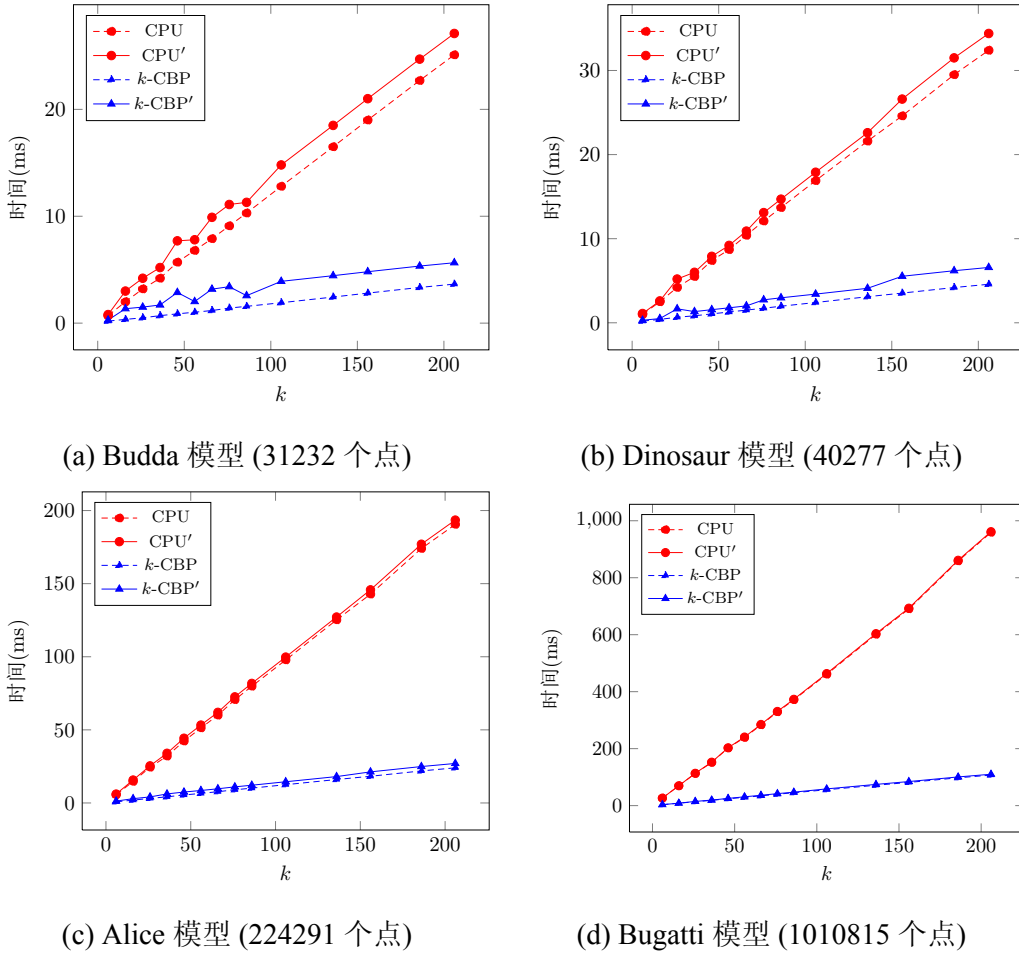 CPU
CPU′
k-CBP
k-CBP′
20
10
0
时间(ms)
0 50 100 150 200
k
(a) Budda 模型 (31232 个点)
CPU
CPU′
k-CBP
k-CBP′
30
20
10
0
时间(ms)
0 50 100 150 200
k
(b) Dinosaur 模型 (40277 个点)
CPU
CPU′
k-CBP
k-CBP′
200
150
100
50
0
时间(ms)
0 50 100 150 200
k
(c) Alice 模型 (224291 个点)
CPU
CPU′
k-CBP
k-CBP′
1,000
800
600
400
200
0
时间(ms)
0 50 100 150 200
k
(d) Bugatti 模型 (1010815 个点)